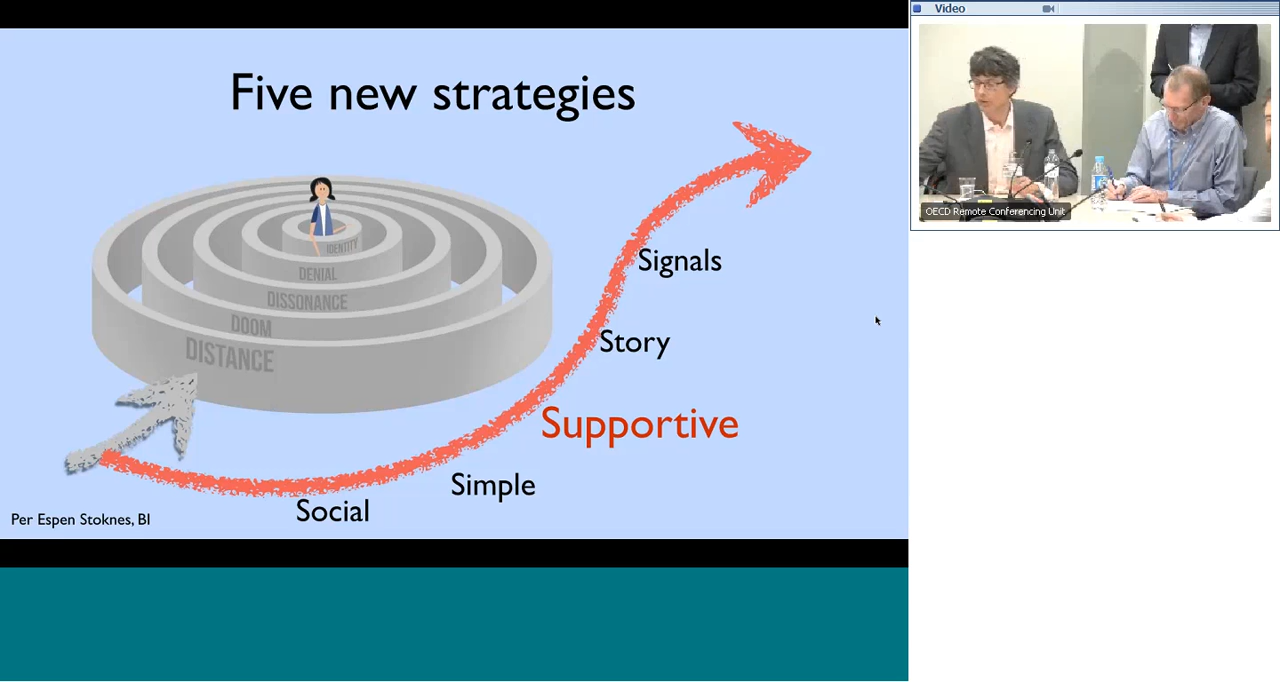 Five new strategies
IDENTITY
DENIAL
DISSONANCE
DOOM
DISTANCE
Signals
Story
Supportive
Simple
Social
Per Espen Stoknes, BI
Video
OECD Remote Conferencing Unit